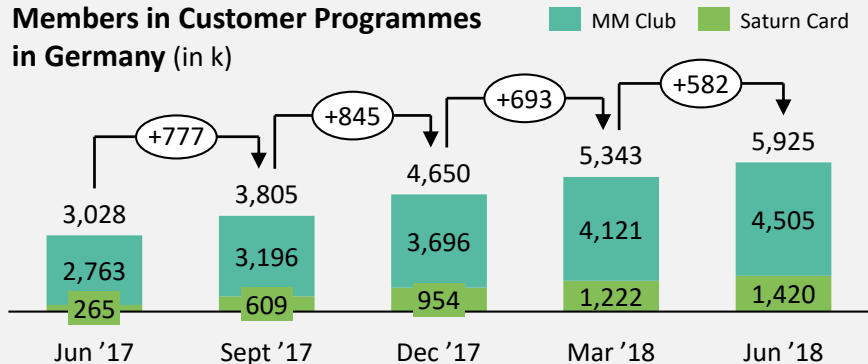 Members in Customer Programmes
in Germany (in k)
MM Club
Saturn Card
+777
+845
+693
+582
3,028
3,805
4,650
5,343
5,925
2,763
3,196
3,696
4,121
4,505
265
609
954
1,222
1,420
Jun ’17
Sept ’17
Dec ’17
Mar ’18
Jun ’18